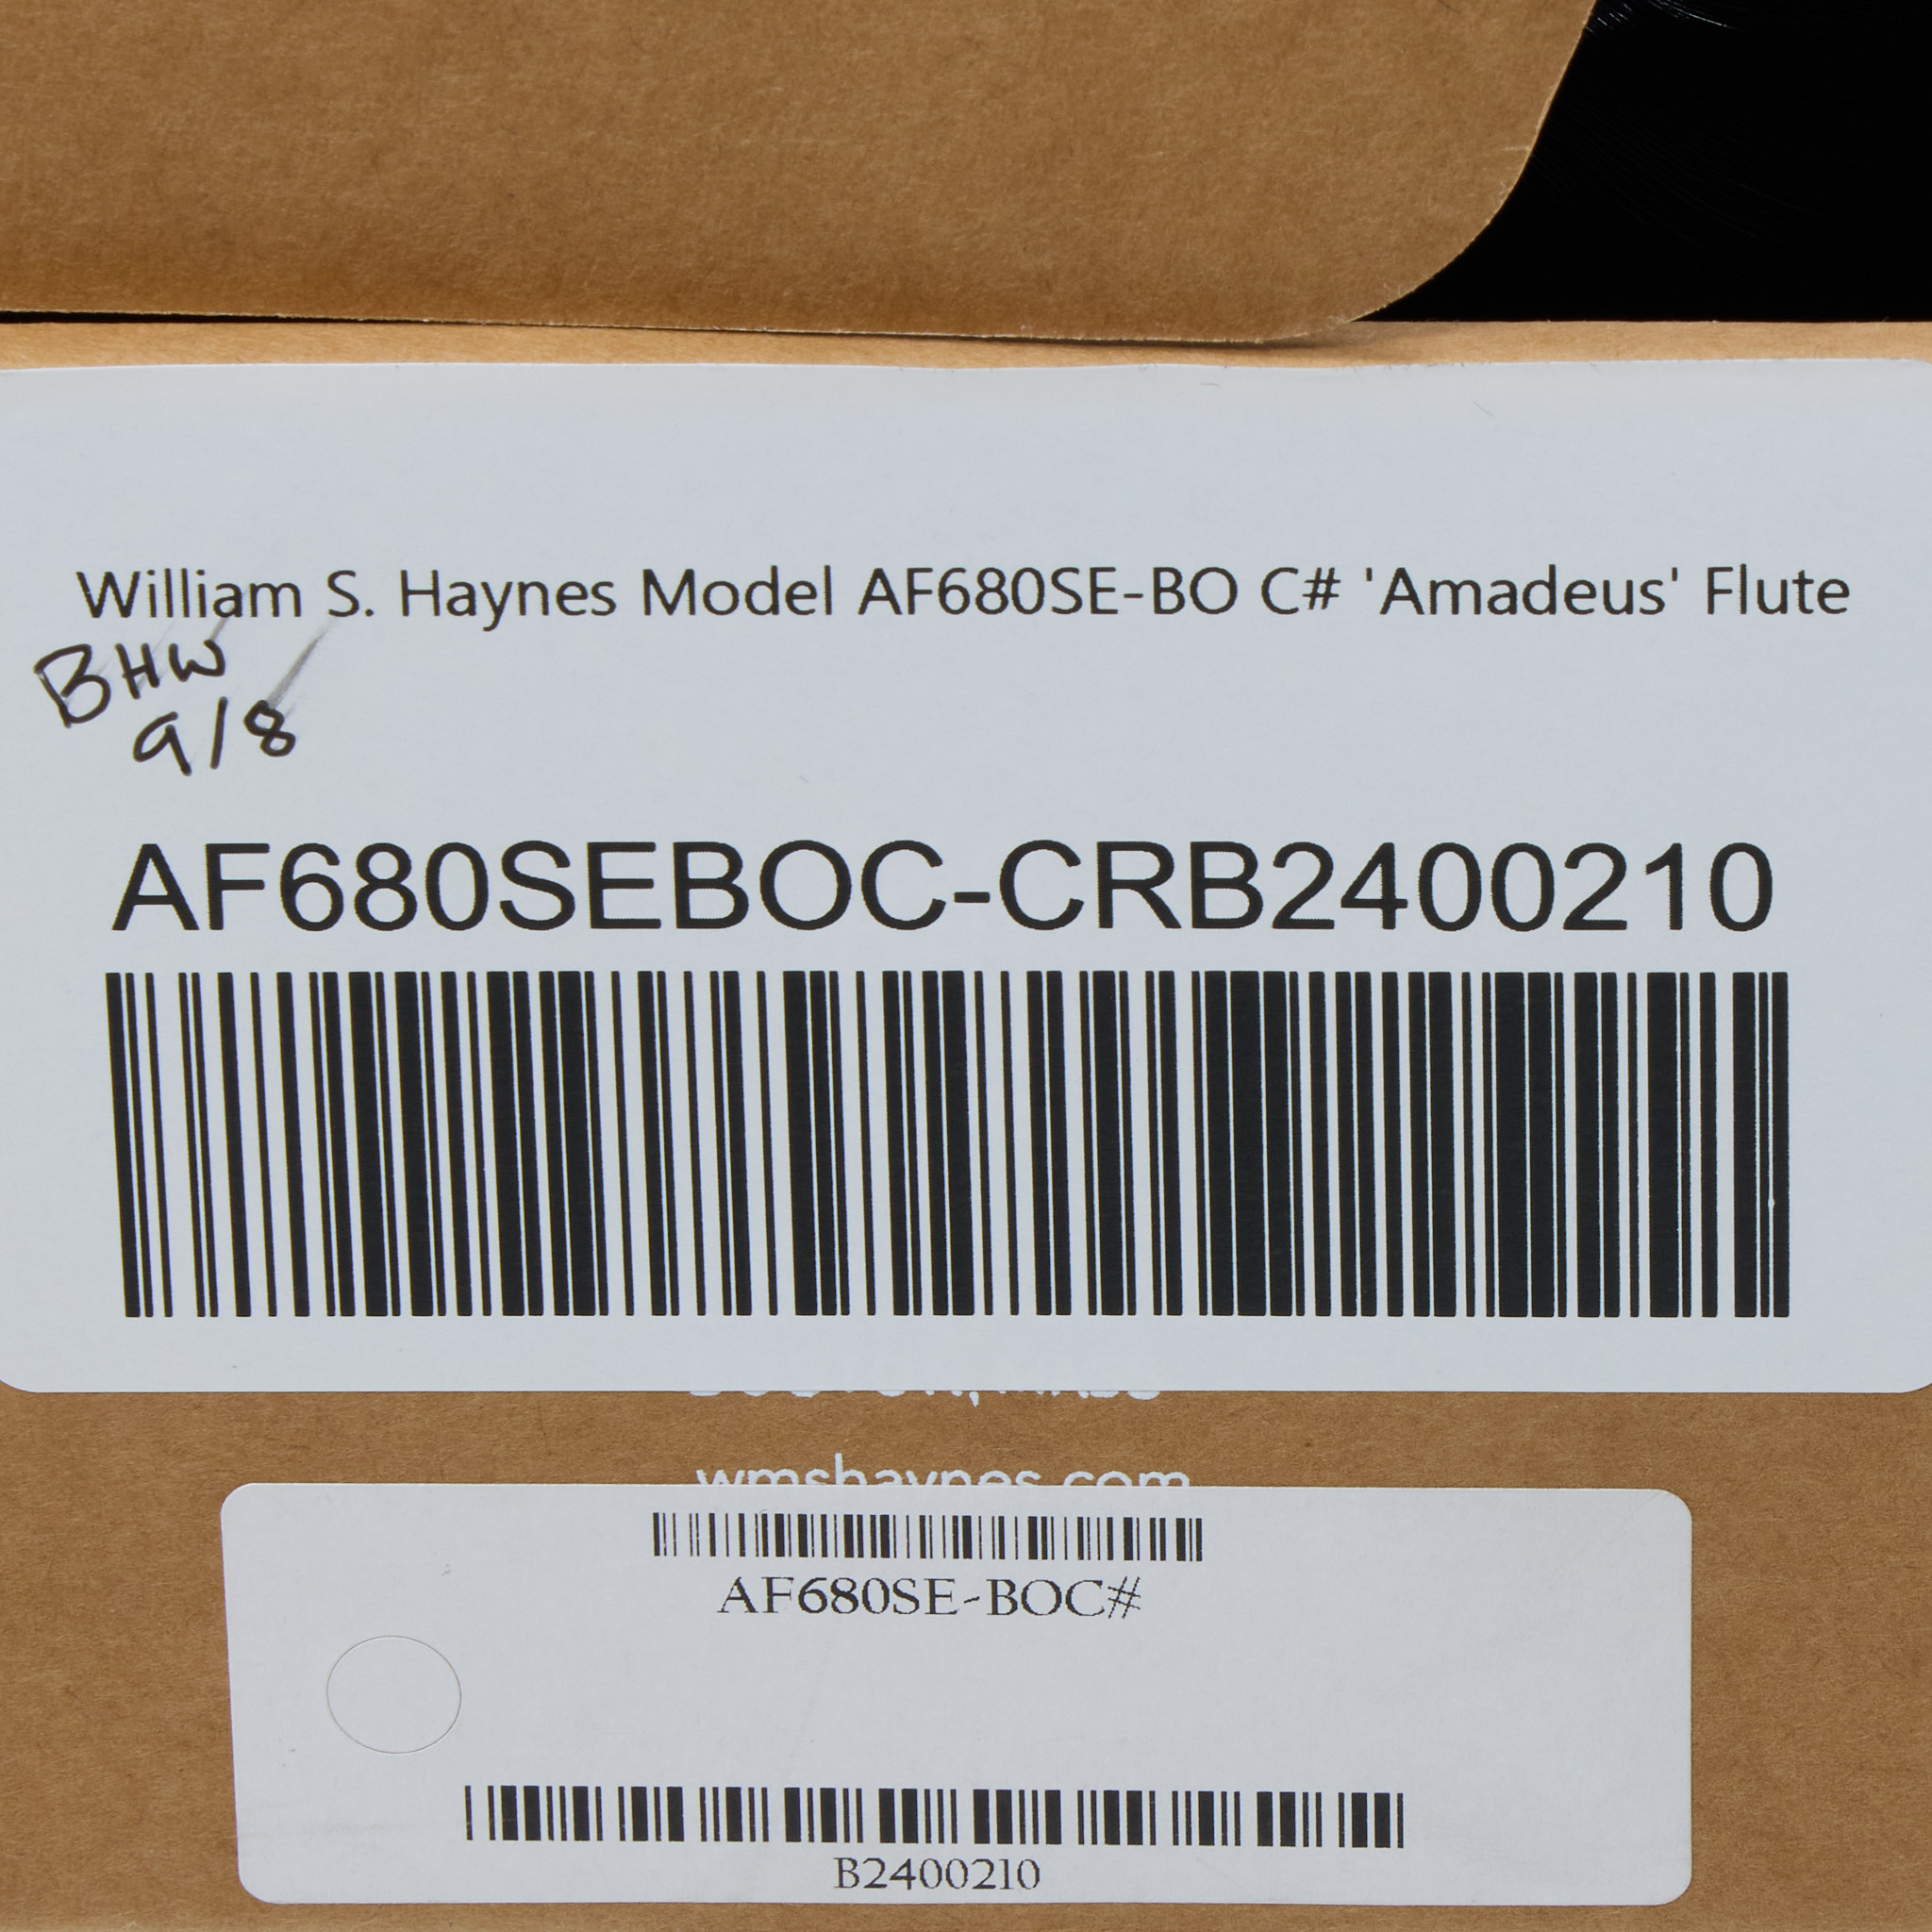 William S. Haynes Model AF680SE-BO C# 'Amadeus' Flute
BHW
9/8
AF680SEBOC-CRB2400210
wmshaynes.com
AF680SE-BOC#
B2400210